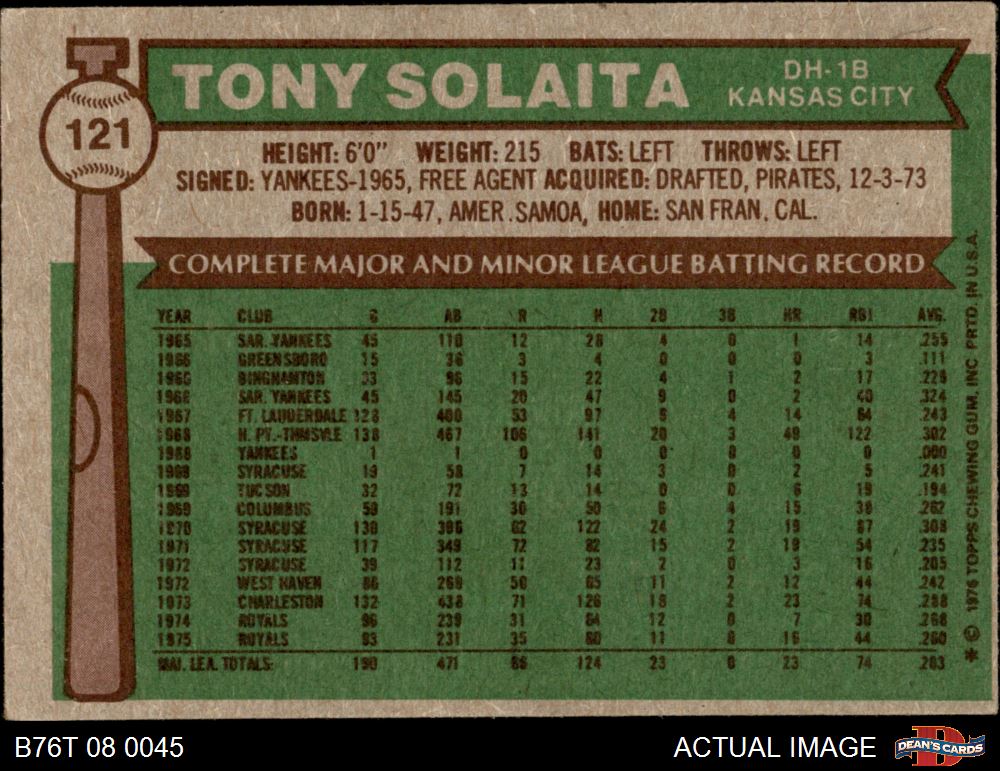 121
TONY SOLAITA
DH-1B
KANSAS CITY
HEIGHT: 6'0" WEIGHT: 215 BATS: LEFT THROWS: LEFT
SIGNED: YANKEES-1965, FREE AGENT ACQUIRED: DRAFTED, PIRATES, 12-3-73
BORN: 1-15-47, AMER. SAMOA, HOME: SAN FRAN, CAL.
COMPLETE MAJOR AND MINOR LEAGUE BATTING RECORD
YEAR CLUB G AB R H 2B 3B HR RBI AVG.
1965 SAR. YANKEES 45 110 12 28 4 0 1 14 .255
1966 GREENSBORO 15 36 3 4 0 0 0 3 .111
1966 BINGHAMTON 33 96 15 22 4 1 2 17 .229
1966 SAR. YANKEES 45 145 20 47 9 0 2 40 .324
1967 FT. LAUDERDALE 128 400 53 97 9 4 14 64 .243
1968 H. PT.-THMSVLE 138 467 106 141 20 3 49 122 .302
1968 YANKEES 1 1 0 0 0 0 0 0 .000
1969 SYRACUSE 19 58 7 14 3 0 2 5 .241
1969 TUCSON 32 72 13 14 0 0 6 19 .194
1969 COLUMBUS 59 191 30 50 6 4 15 38 .262
1970 SYRACUSE 130 396 82 122 24 2 19 87 .308
1971 SYRACUSE 117 349 72 82 15 2 19 54 .235
1972 SYRACUSE 39 112 11 23 2 0 3 16 .205
1972 WEST HAVEN 86 269 50 65 11 2 12 44 .242
1973 CHARLESTON 132 438 71 126 18 2 23 74 .288
1974 ROYALS 96 239 31 64 12 0 7 30 .268
1975 ROYALS 93 231 35 60 11 0 16 44 .260
MAJ. LEA. TOTALS: 190 471 66 124 23 0 23 74 .263
* © 1976 TOPPS CHEWING GUM, INC. PRTD. IN U.S.A.
B76T 08 0045
ACTUAL IMAGE
D
DEAN'S CARDS